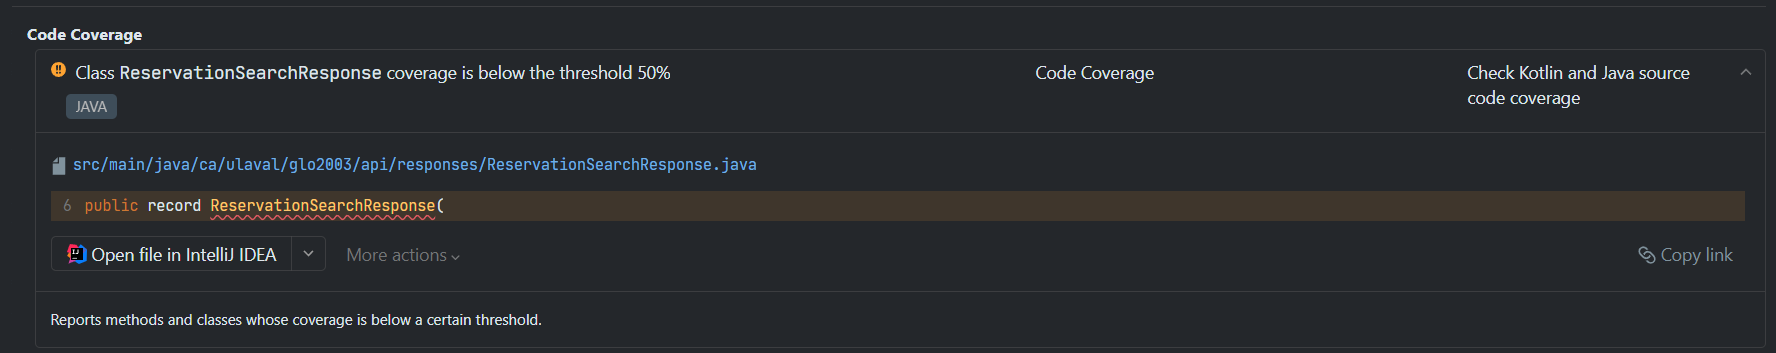 Code Coverage
Class ReservationSearchResponse coverage is below the threshold 50%
Code Coverage
Check Kotlin and Java source
code coverage
JAVA
src/main/java/ca/ulaval/glo2003/api/responses/ReservationSearchResponse.java
6 public record ReservationSearchResponse(
Open file in IntelliJ IDEA
More actions
Copy link
Reports methods and classes whose coverage is below a certain threshold.